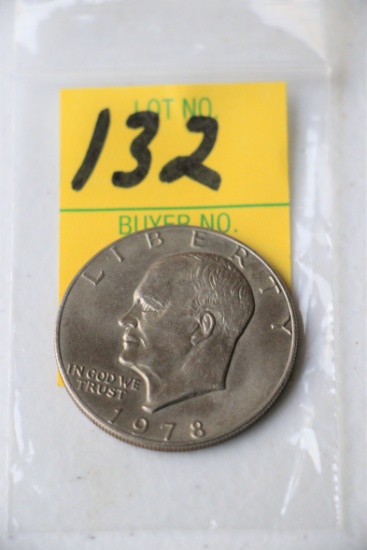 LOT NO.
132
BUYER NO.
LIBERTY
IN GOD WE
TRUST
1978